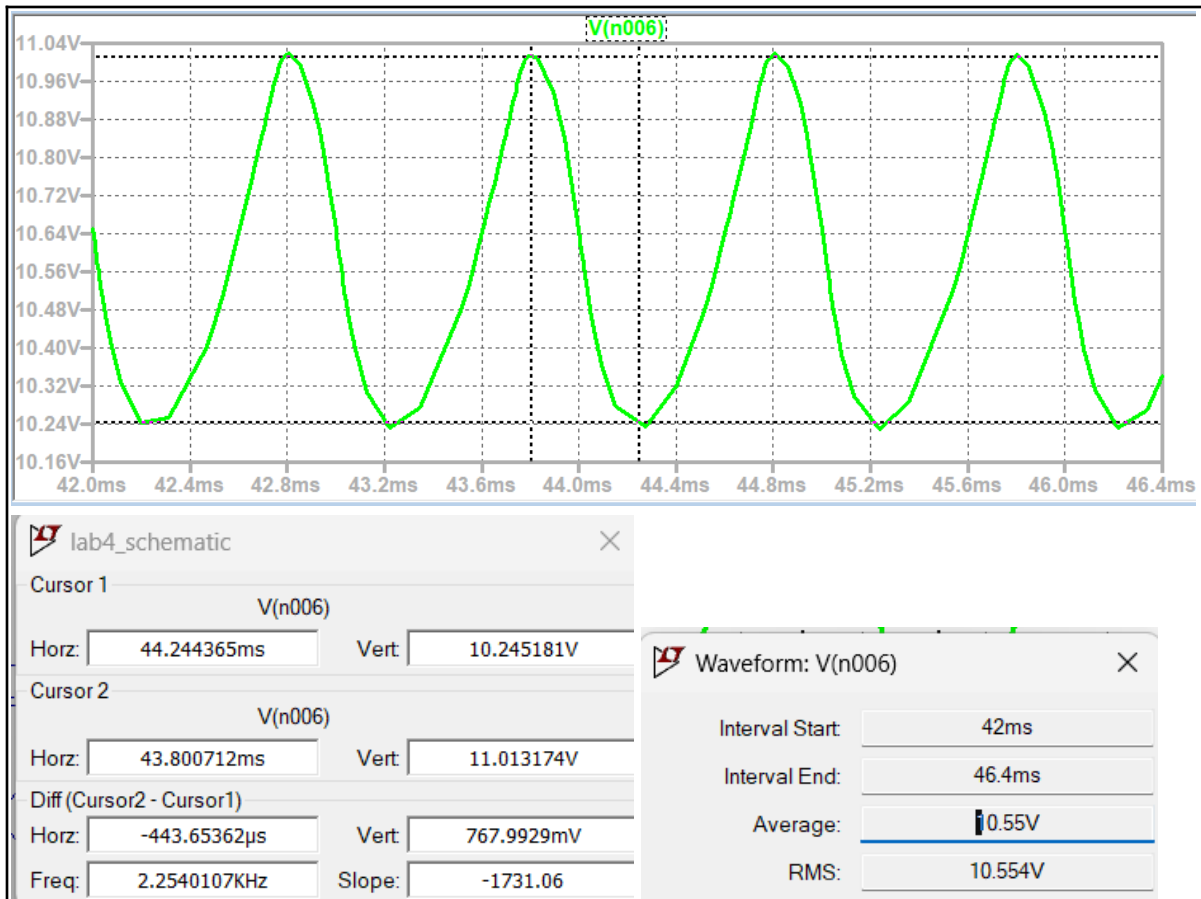 V(n006)
11.04V
10.96V
10.88V
10.80V
10.72V
10.64V
10.56V
10.48V
10.40V
10.32V
10.24V
10.16V
42.0ms 42.4ms 42.8ms 43.2ms 43.6ms 44.0ms 44.4ms 44.8ms 45.2ms 45.6ms 46.0ms 46.4ms
lab4_schematic
Cursor 1
V(n006)
Horz: 44.244365ms Vert: 10.245181V
Cursor 2
V(n006)
Horz: 43.800712ms Vert: 11.013174V
Diff (Cursor2 - Cursor1)
Horz: -443.65362µs Vert: 767.9929mV
Freq: 2.2540107KHz Slope: -1731.06
Waveform: V(n006)
Interval Start: 42ms
Interval End: 46.4ms
Average: 10.55V
RMS: 10.554V